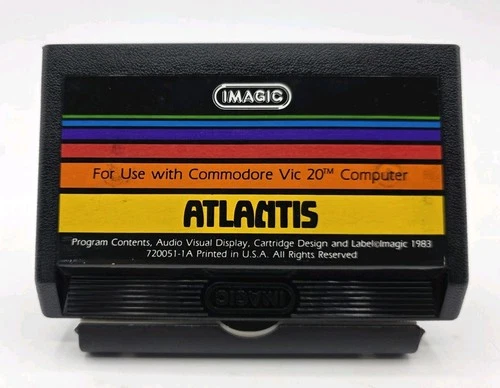 IMAGIC
For Use with Commodore Vic 20™ Computer
ATLANTIS
Program Contents, Audio Visual Display, Cartridge Design and Label©Imagic 1983
720051-1A Printed in U.S.A. All Rights Reserved
IMAGIC